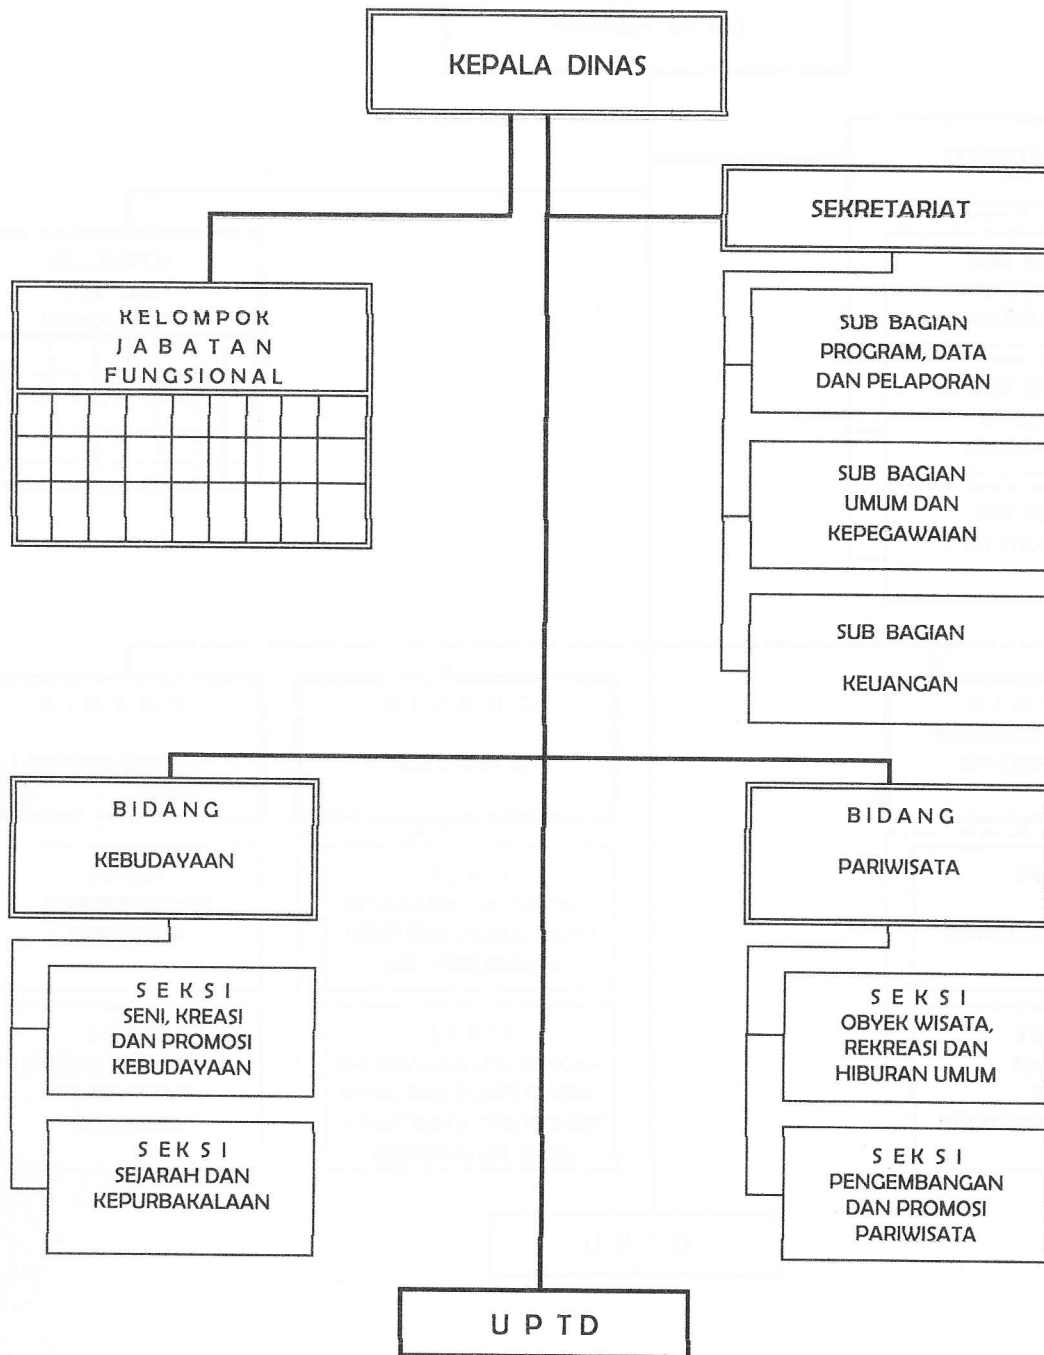 KEPALA DINAS
SEKRETARIAT
KELOMPOK
JABATAN
FUNGSIONAL
SUB BAGIAN
PROGRAM, DATA
DAN PELAPORAN
SUB BAGIAN
UMUM DAN
KEPEGAWAIAN
SUB BAGIAN
KEUANGAN
BIDANG
KEBUDAYAAN
SEKSI
SENI, KREASI
DAN PROMOSI
KEBUDAYAAN
SEKSI
SEJARAH DAN
KEPURBAKALAAN
BIDANG
PARIWISATA
SEKSI
OBYEK WISATA,
REKREASI DAN
HIBURAN UMUM
SEKSI
PENGEMBANGAN
DAN PROMOSI
PARIWISATA
UPTD